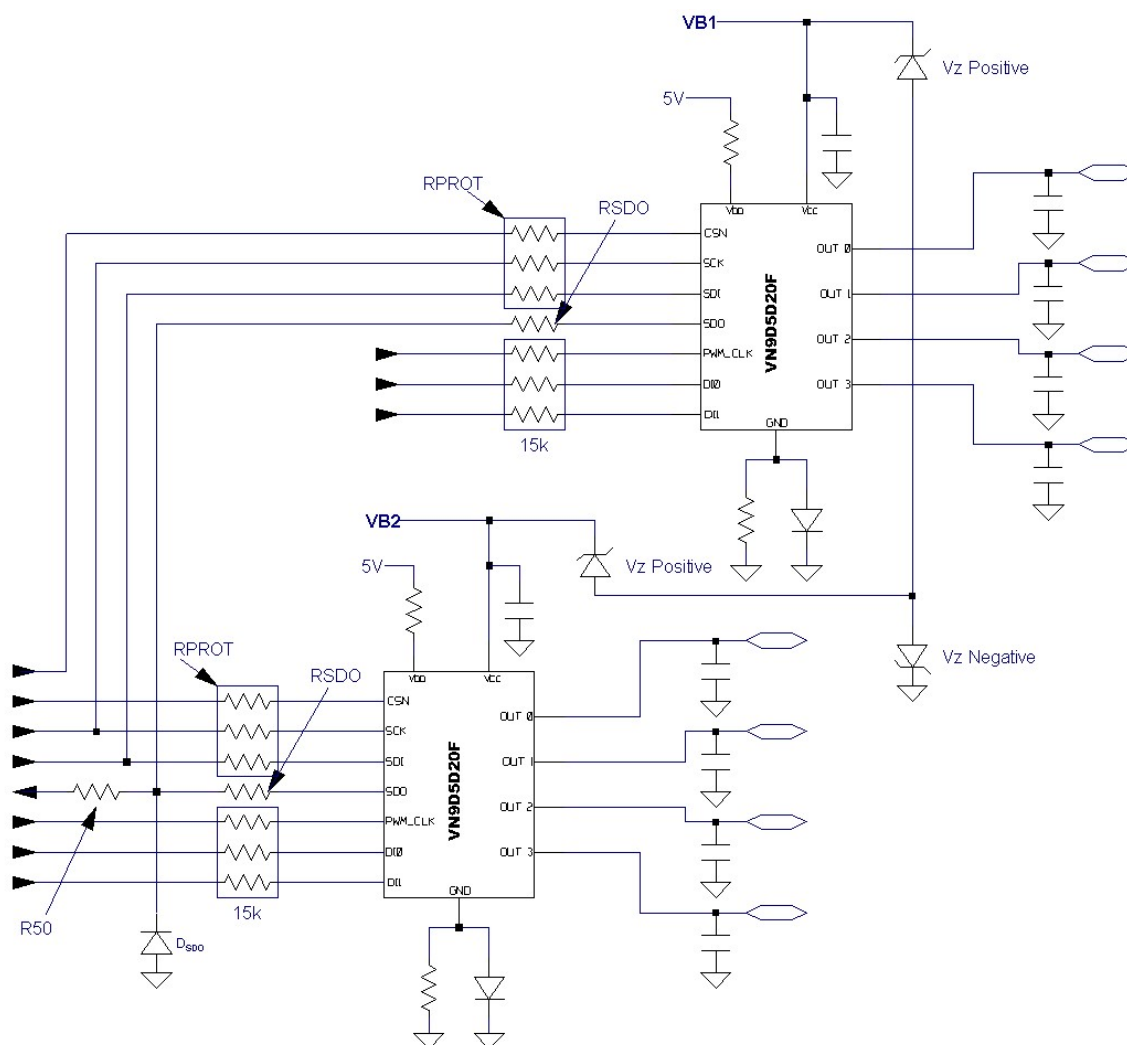 VB1
Vz Positive
5V
RPROT
RSDO
VDD
VCC
CSN
SCK
SDI
SDO
PWM_CLK
DI0
DI1
VN9D5D20F
OUT 0
OUT 1
OUT 2
OUT 3
GND
15k
VB2
5V
Vz Positive
RPROT
RSDO
Vz Negative
VDD
VCC
CSN
SCK
SDI
SDO
PWM_CLK
DI0
DI1
VN9D5D20F
OUT 0
OUT 1
OUT 2
OUT 3
GND
15k
R50
DSDO